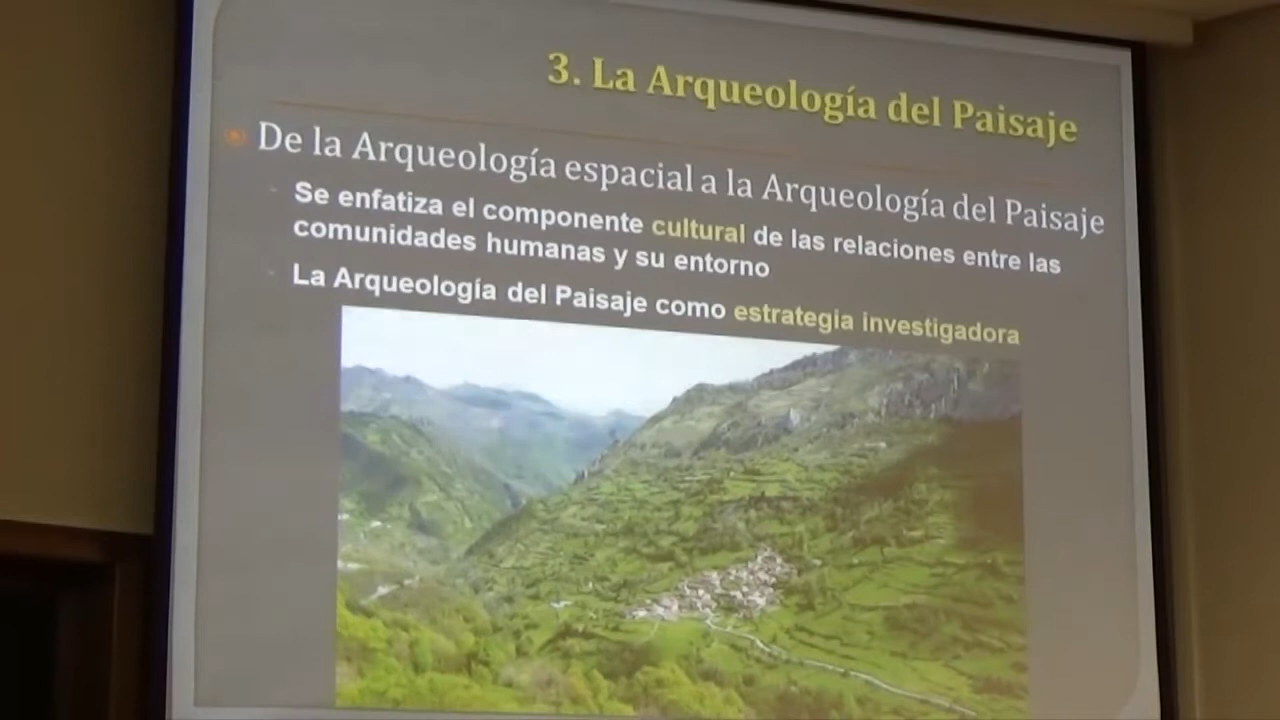 3. La Arqueología del Paisaje
De la Arqueología espacial a la Arqueología del Paisaje
Se enfatiza el componente cultural de las relaciones entre las
comunidades humanas y su entorno
La Arqueología del Paisaje como estrategia investigadora